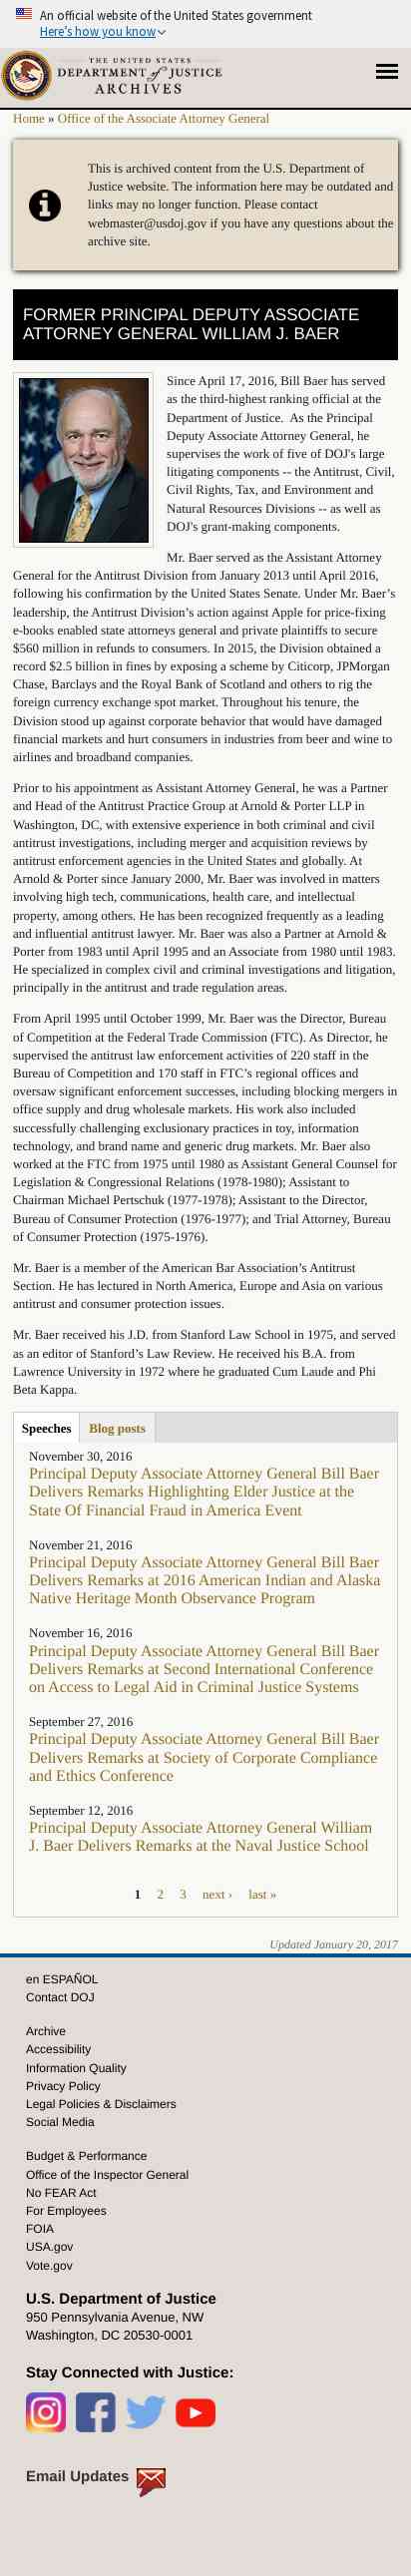 An official website of the United States government
Here's how you know
THE UNITED STATES
DEPARTMENT of JUSTICE
ARCHIVES
Home » Office of the Associate Attorney General
This is archived content from the U.S. Department of
Justice website. The information here may be outdated and
links may no longer function. Please contact
webmaster@usdoj.gov if you have any questions about the
archive site.
FORMER PRINCIPAL DEPUTY ASSOCIATE
ATTORNEY GENERAL WILLIAM J. BAER
Since April 17, 2016, Bill Baer has served
as the third-highest ranking official at the
Department of Justice.  As the Principal
Deputy Associate Attorney General, he
supervises the work of five of DOJ's large
litigating components -- the Antitrust, Civil,
Civil Rights, Tax, and Environment and
Natural Resources Divisions -- as well as
DOJ's grant-making components.
Mr. Baer served as the Assistant Attorney
General for the Antitrust Division from January 2013 until April 2016,
following his confirmation by the United States Senate. Under Mr. Baer’s
leadership, the Antitrust Division’s action against Apple for price-fixing
e-books enabled state attorneys general and private plaintiffs to secure
$560 million in refunds to consumers. In 2015, the Division obtained a
record $2.5 billion in fines by exposing a scheme by Citicorp, JPMorgan
Chase, Barclays and the Royal Bank of Scotland and others to rig the
foreign currency exchange spot market. Throughout his tenure, the
Division stood up against corporate behavior that would have damaged
financial markets and hurt consumers in industries from beer and wine to
airlines and broadband companies.
Prior to his appointment as Assistant Attorney General, he was a Partner
and Head of the Antitrust Practice Group at Arnold & Porter LLP in
Washington, DC, with extensive experience in both criminal and civil
antitrust investigations, including merger and acquisition reviews by
antitrust enforcement agencies in the United States and globally. At
Arnold & Porter since January 2000, Mr. Baer was involved in matters
involving high tech, communications, health care, and intellectual
property, among others. He has been recognized frequently as a leading
and influential antitrust lawyer. Mr. Baer was also a Partner at Arnold &
Porter from 1983 until April 1995 and an Associate from 1980 until 1983.
He specialized in complex civil and criminal investigations and litigation,
principally in the antitrust and trade regulation areas.
From April 1995 until October 1999, Mr. Baer was the Director, Bureau
of Competition at the Federal Trade Commission (FTC). As Director, he
supervised the antitrust law enforcement activities of 220 staff in the
Bureau of Competition and 170 staff in FTC’s regional offices and
oversaw significant enforcement successes, including blocking mergers in
office supply and drug wholesale markets. His work also included
successfully challenging exclusionary practices in toy, information
technology, and brand name and generic drug markets. Mr. Baer also
worked at the FTC from 1975 until 1980 as Assistant General Counsel for
Legislation & Congressional Relations (1978-1980); Assistant to
Chairman Michael Pertschuk (1977-1978); Assistant to the Director,
Bureau of Consumer Protection (1976-1977); and Trial Attorney, Bureau
of Consumer Protection (1975-1976).
Mr. Baer is a member of the American Bar Association’s Antitrust
Section. He has lectured in North America, Europe and Asia on various
antitrust and consumer protection issues.
Mr. Baer received his J.D. from Stanford Law School in 1975, and served
as an editor of Stanford’s Law Review. He received his B.A. from
Lawrence University in 1972 where he graduated Cum Laude and Phi
Beta Kappa.
Speeches Blog posts
November 30, 2016
Principal Deputy Associate Attorney General Bill Baer
Delivers Remarks Highlighting Elder Justice at the
State Of Financial Fraud in America Event
November 21, 2016
Principal Deputy Associate Attorney General Bill Baer
Delivers Remarks at 2016 American Indian and Alaska
Native Heritage Month Observance Program
November 16, 2016
Principal Deputy Associate Attorney General Bill Baer
Delivers Remarks at Second International Conference
on Access to Legal Aid in Criminal Justice Systems
September 27, 2016
Principal Deputy Associate Attorney General Bill Baer
Delivers Remarks at Society of Corporate Compliance
and Ethics Conference
September 12, 2016
Principal Deputy Associate Attorney General William
J. Baer Delivers Remarks at the Naval Justice School
1 2 3 next › last »
Updated January 20, 2017
en ESPAÑOL
Contact DOJ
Archive
Accessibility
Information Quality
Privacy Policy
Legal Policies & Disclaimers
Social Media
Budget & Performance
Office of the Inspector General
No FEAR Act
For Employees
FOIA
USA.gov
Vote.gov
U.S. Department of Justice
950 Pennsylvania Avenue, NW
Washington, DC 20530-0001
Stay Connected with Justice:
Email Updates